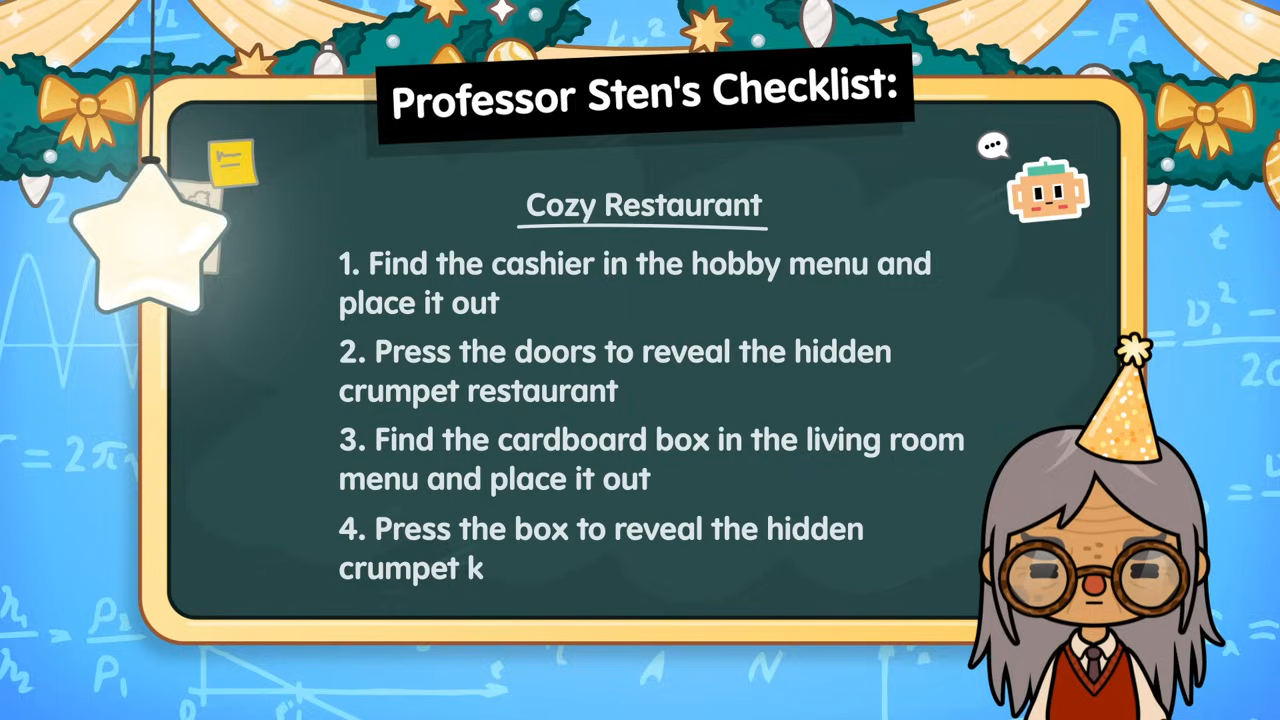 Professor Sten's Checklist:
Cozy Restaurant
1. Find the cashier in the hobby menu and
place it out
2. Press the doors to reveal the hidden
crumpet restaurant
3. Find the cardboard box in the living room
menu and place it out
4. Press the box to reveal the hidden
crumpet k